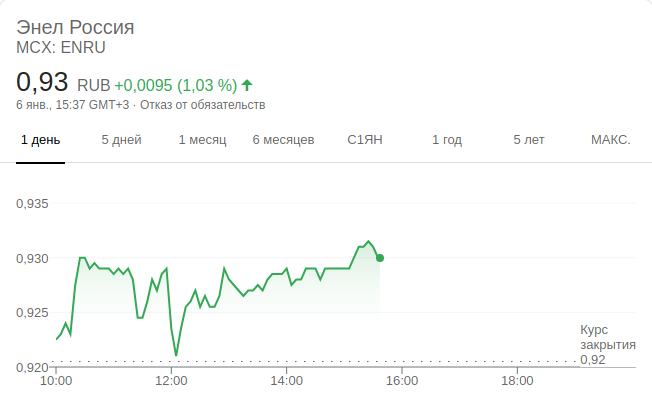 Энел Россия
MCX: ENRU
0,93 RUB +0,0095 (1,03 %)
6 янв., 15:37 GMT+3 · Отказ от обязательств
1 день 5 дней 1 месяц 6 месяцев С1ЯН 1 год 5 лет МАКС.
0,935
0,930
0,925
0,920
Курс
закрытия
0,92
10:00 12:00 14:00 16:00 18:00